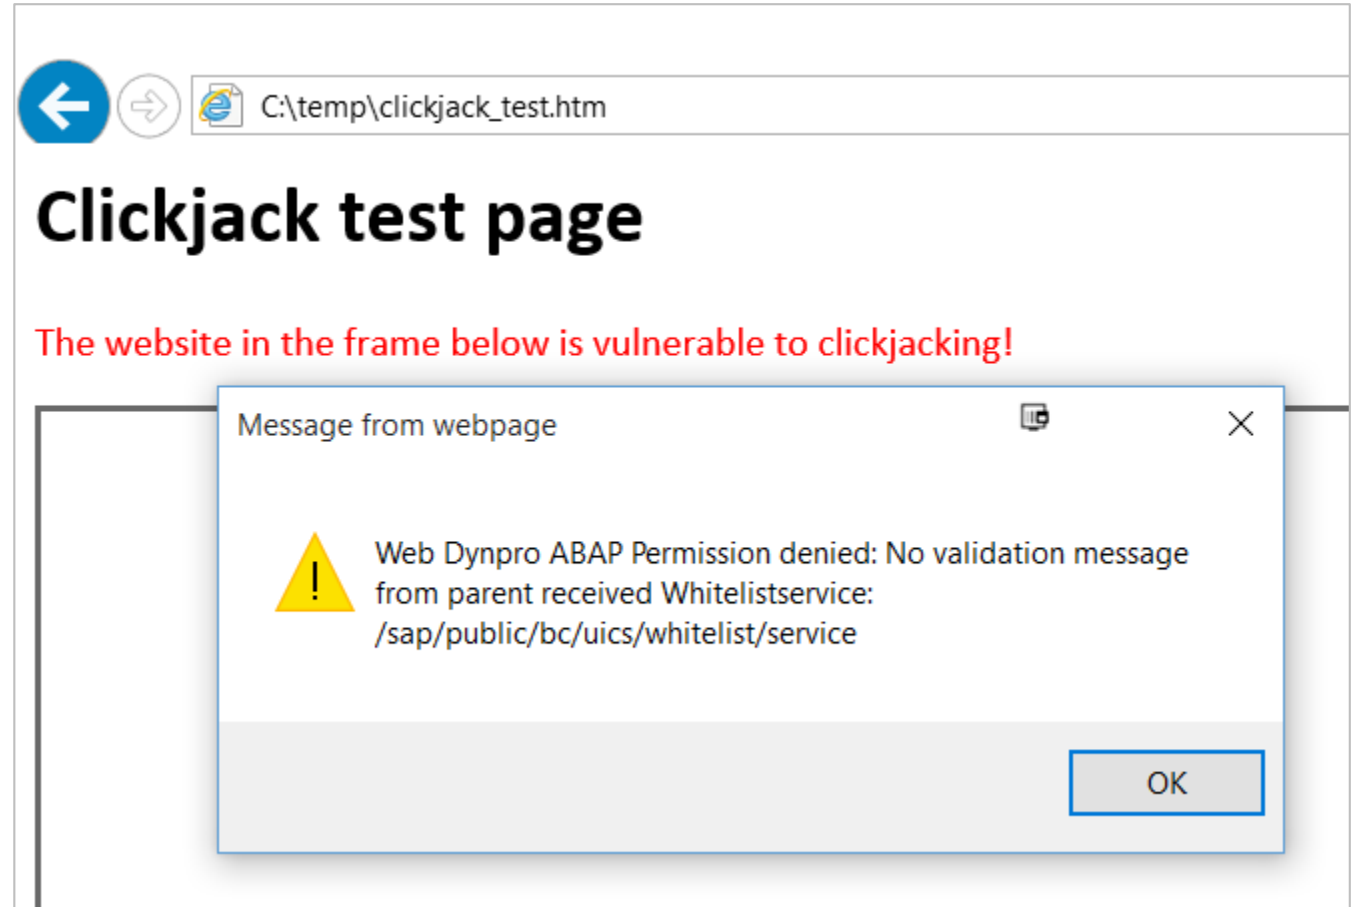 C:\temp\clickjack_test.htm
Clickjack test page
The website in the frame below is vulnerable to clickjacking!
Message from webpage
Web Dynpro ABAP Permission denied: No validation message
from parent received Whitelistservice:
/sap/public/bc/uics/whitelist/service
OK